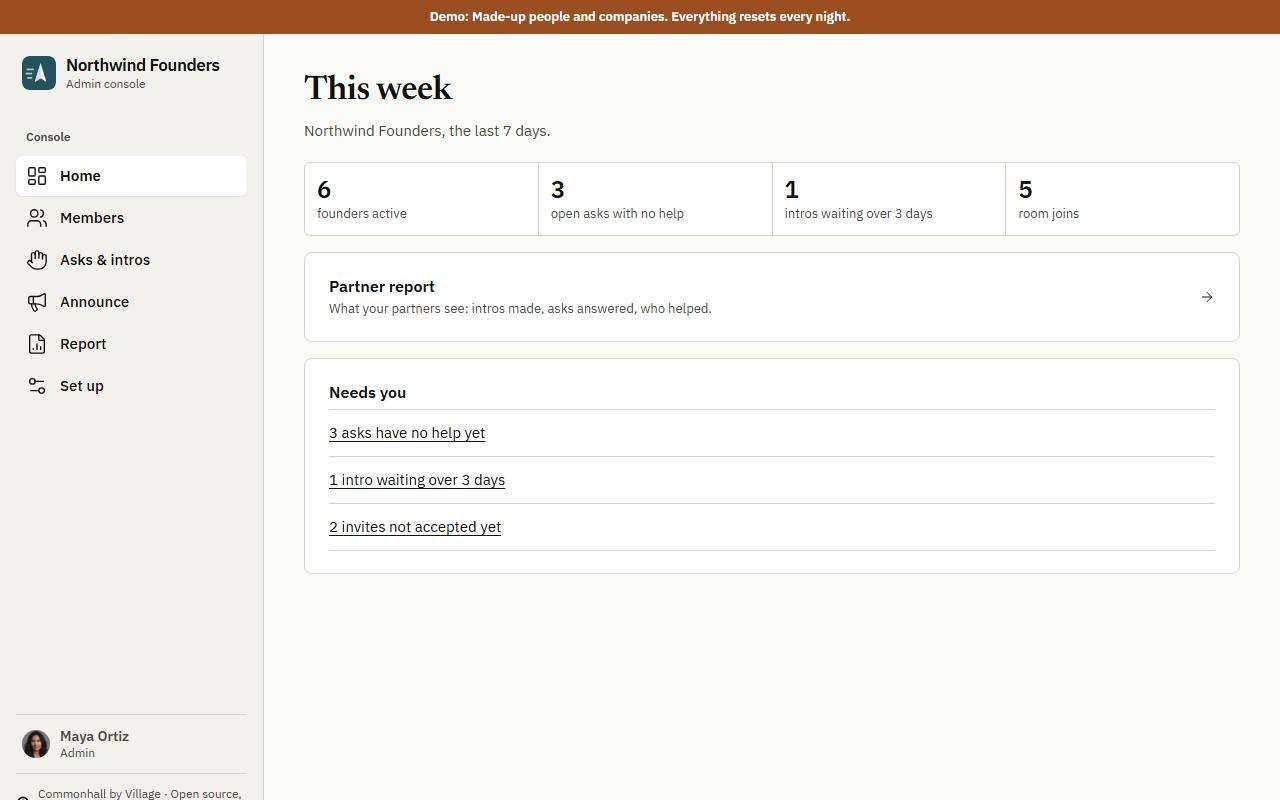 Demo: Made-up people and companies. Everything resets every night.
Northwind Founders
Admin console
Console
Home
Members
Asks & intros
Announce
Report
Set up
Maya Ortiz
Admin
Commonhall by Village · Open source,
This week
Northwind Founders, the last 7 days.
6
founders active
3
open asks with no help
1
intros waiting over 3 days
5
room joins
Partner report
What your partners see: intros made, asks answered, who helped.
Needs you
3 asks have no help yet
1 intro waiting over 3 days
2 invites not accepted yet